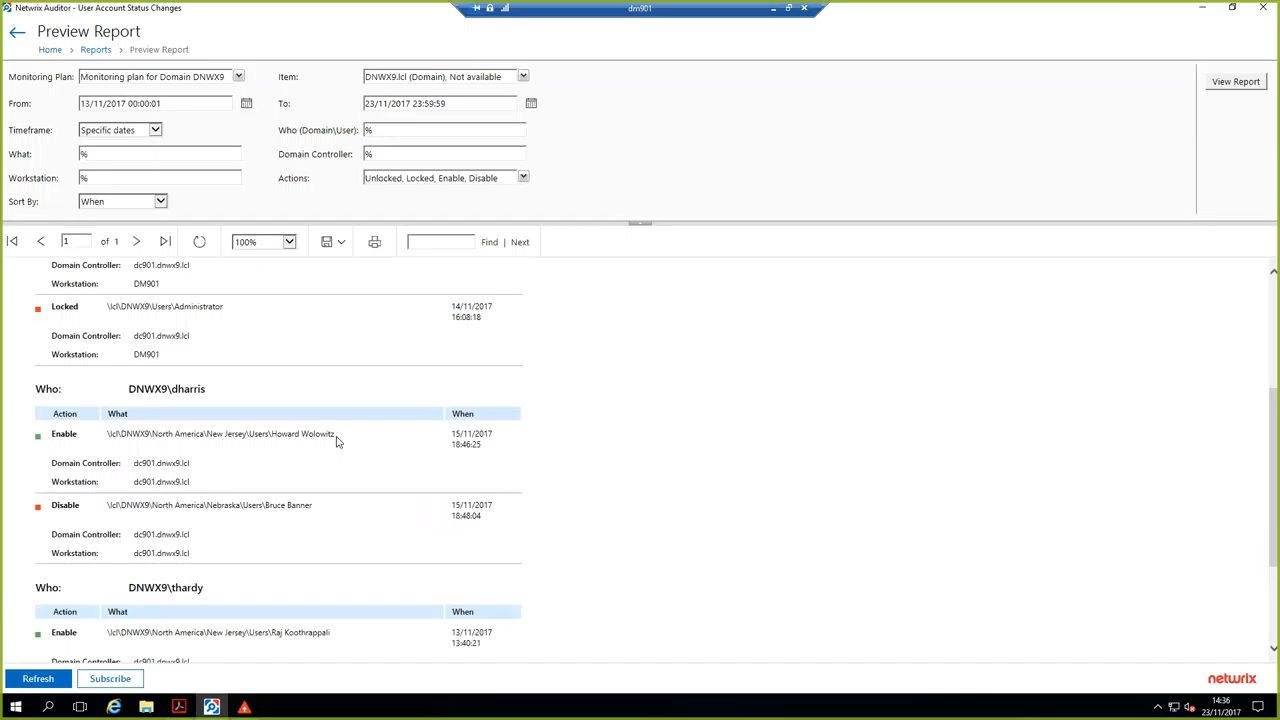 Netwrix Auditor - User Account Status Changes
dm901
Preview Report
Home > Reports > Preview Report
Monitoring Plan: Monitoring plan for Domain DNWX9 Item: DNWX9.lcl (Domain), Not available
View Report
From: 13/11/2017 00:00:01 To: 23/11/2017 23:59:59
Timeframe: Specific dates Who (Domain\User): %
What: % Domain Controller: %
Workstation: % Actions: Unlocked, Locked, Enable, Disable
Sort By: When
1 of 1 100% Find | Next
Domain Controller: dc901.dnwx9.lcl
Workstation: DM901
Locked \lcl\DNWX9\Users\Administrator 14/11/2017
16:08:18
Domain Controller: dc901.dnwx9.lcl
Workstation: DM901
Who: DNWX9\dharris
Action What When
Enable \lcl\DNWX9\North America\New Jersey\Users\Howard Wolowitz 15/11/2017
18:46:25
Domain Controller: dc901.dnwx9.lcl
Workstation: dc901.dnwx9.lcl
Disable \lcl\DNWX9\North America\Nebraska\Users\Bruce Banner 15/11/2017
18:48:04
Domain Controller: dc901.dnwx9.lcl
Workstation: dc901.dnwx9.lcl
Who: DNWX9\thardy
Action What When
Enable \lcl\DNWX9\North America\New Jersey\Users\Raj Koothrappali 13/11/2017
13:40:21
Domain Controller: dc901.dnwx9.lcl
Refresh Subscribe netwrix
14:36
23/11/2017